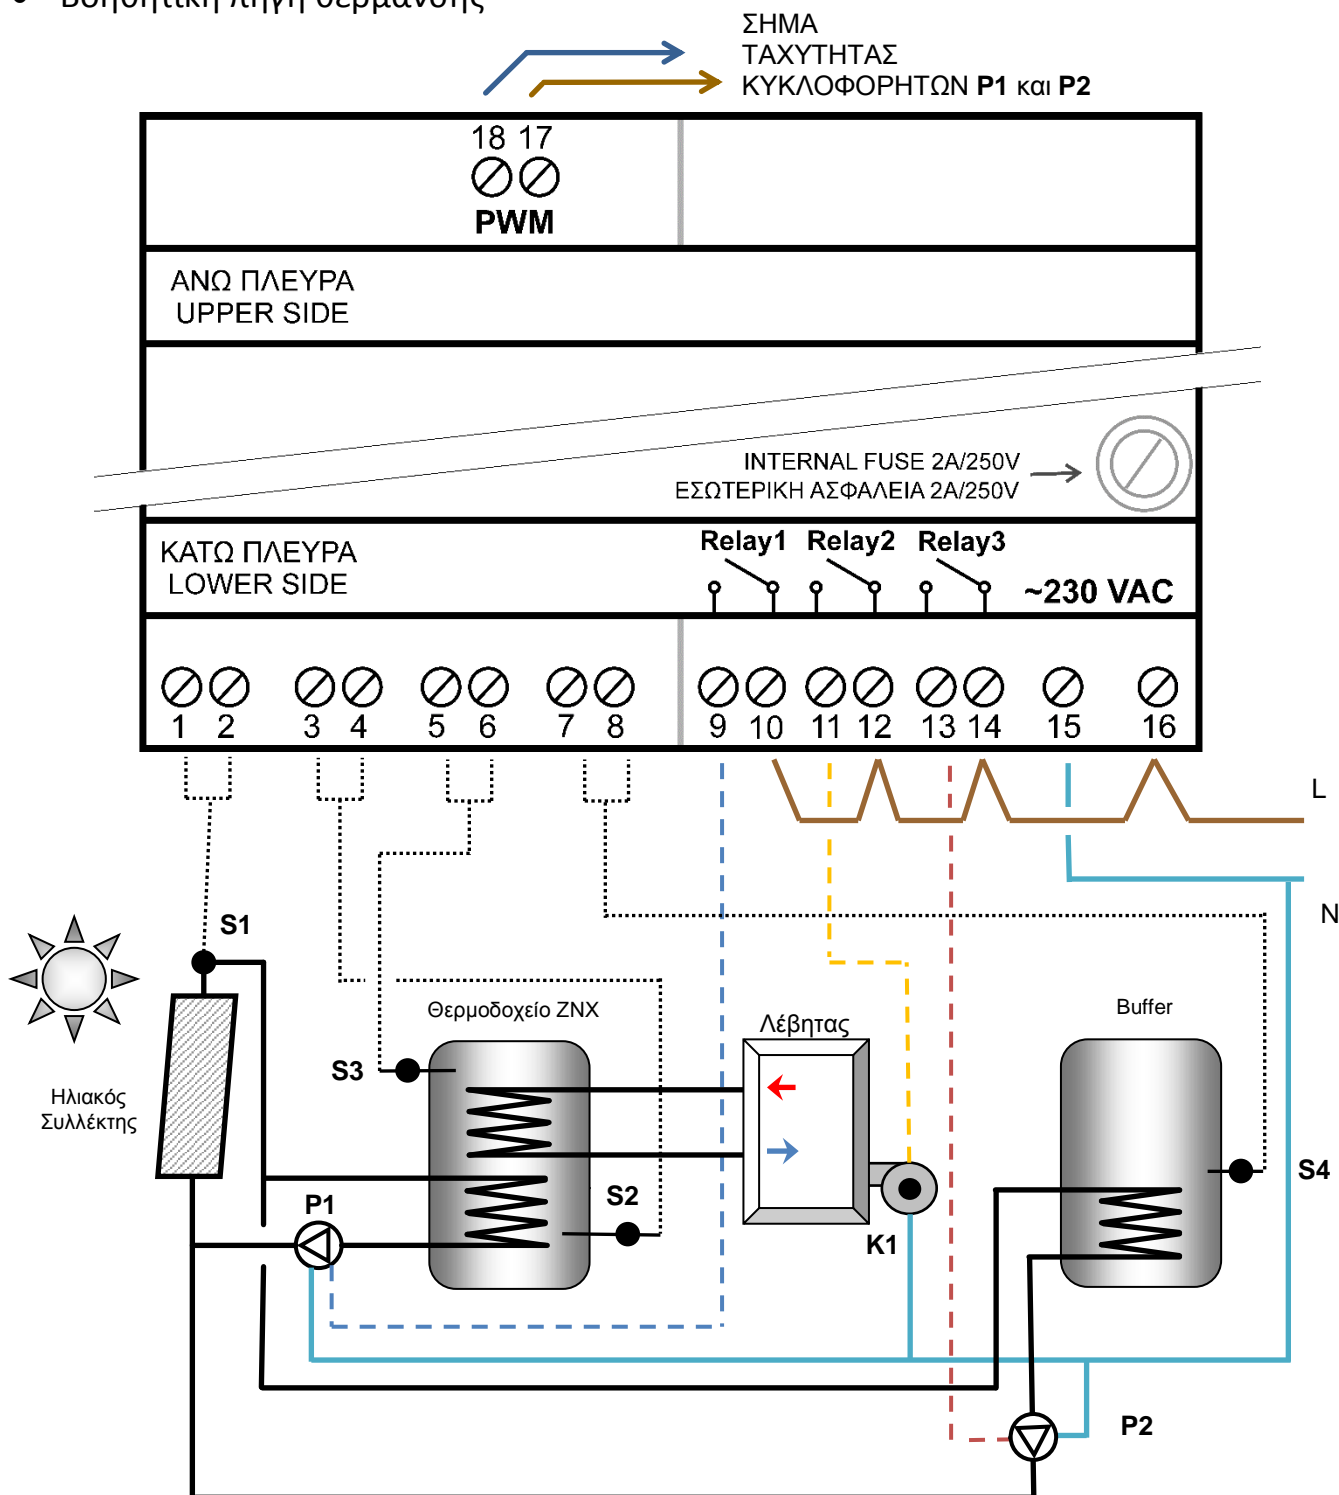 • Βοηθητική πηγή θέρμανσης
ΣΗΜΑ
ΤΑΧΥΤΗΤΑΣ
ΚΥΚΛΟΦΟΡΗΤΩΝ P1 και P2
18 17
PWM
ΑΝΩ ΠΛΕΥΡΑ
UPPER SIDE
INTERNAL FUSE 2A/250V
ΕΣΩΤΕΡΙΚΗ ΑΣΦΑΛΕΙΑ 2A/250V
ΚΑΤΩ ΠΛΕΥΡΑ
LOWER SIDE
Relay1 Relay2 Relay3
~230 VAC
1 2 3 4 5 6 7 8 9 10 11 12 13 14 15 16
L
N
S1
Θερμοδοχείο ΖΝΧ
Λέβητας
Buffer
S3
Ηλιακός
Συλλέκτης
S4
S2
P1
K1
P2